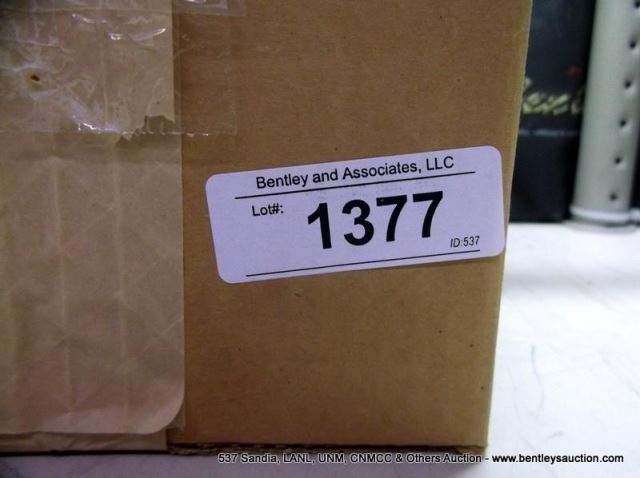 Bentley and Associates, LLC
Lot#:
1377
ID:537
537 Sandia, LANL, UNM, CNMCC & Others Auction - www.bentleysauction.com